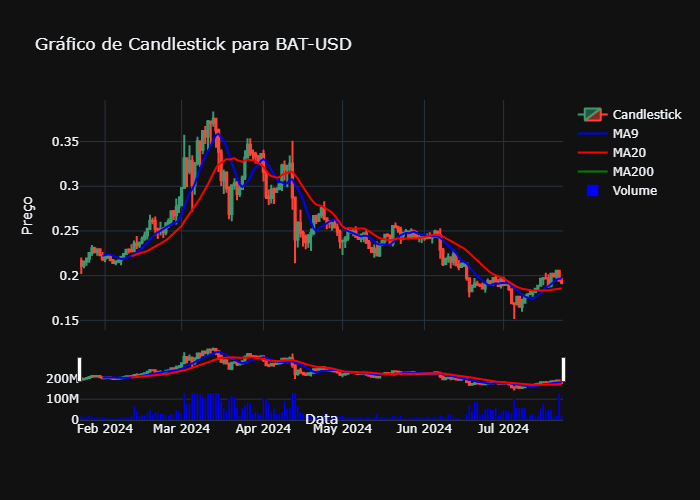 Gráfico de Candlestick para BAT-USD
Candlestick
MA9
MA20
MA200
Volume
Preço
0.35
0.3
0.25
0.2
0.15
200M
100M
0
Data
Feb 2024 Mar 2024 Apr 2024 May 2024 Jun 2024 Jul 2024